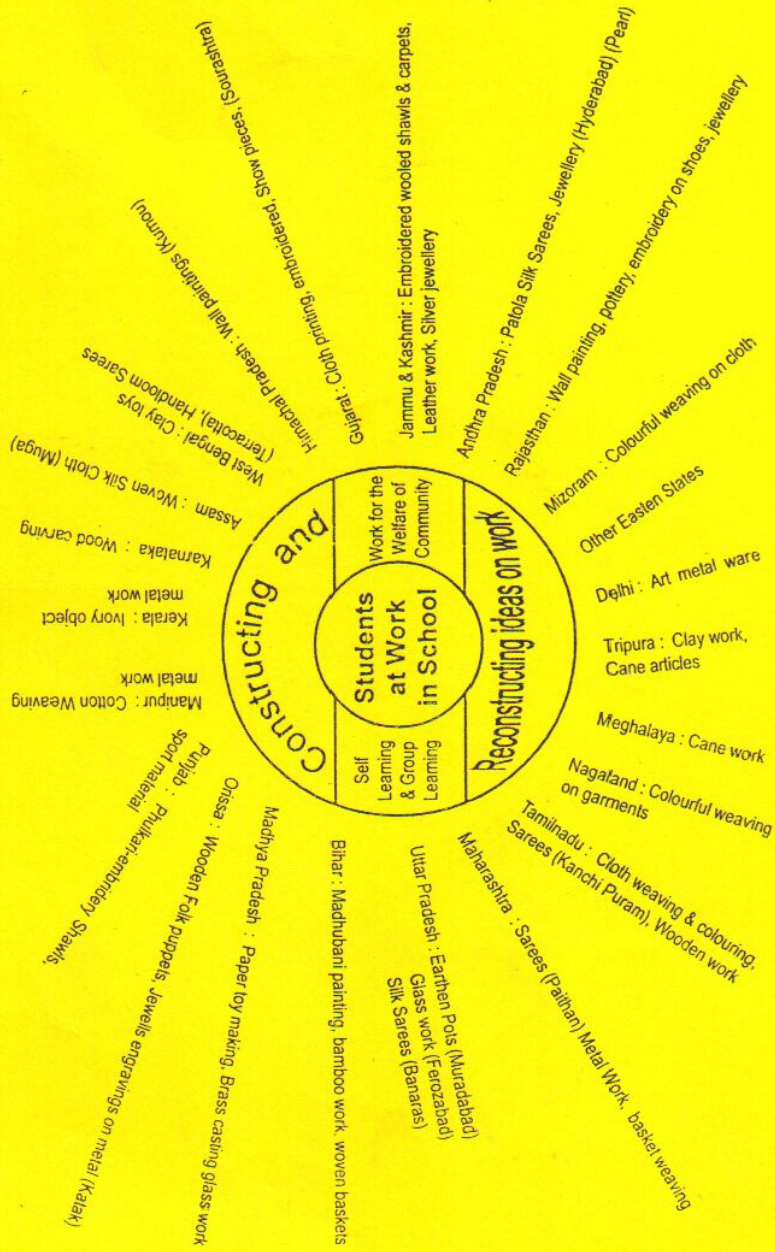 Constructing and
Reconstructing ideas on work
Students
at Work
in School
Work for the
Welfare of
Community
Self
Learning
& Group
Learning
Jammu & Kashmir : Embroidered wooled shawls & carpets,
Leather work, Silver jewellery
Andhra Pradesh : Patola Silk Sarees, Jewellery (Hyderabad) (Pearl)
Rajasthan : Wall painting, pottery, embroidery on shoes, jewellery
Mizoram : Colourful weaving on cloth
Other Easten States
Delhi : Art metal ware
Tripura : Clay work,
Cane articles
Meghalaya : Cane work
Nagaland : Colourful weaving
on garments
Tamilnadu : Cloth weaving & colouring,
Sarees (Kanchi Puram), Wooden work
Maharashtra : Sarees (Paithan) Metal Work, basket weaving
Uttar Pradesh : Earthen Pots (Muradabad)
Glass work (Ferozabad)
Silk Sarees (Banaras)
Bihar : Madhubani painting, bamboo work, woven baskets
Madhya Pradesh : Paper toy making, Brass casting glass work
Orissa : Wooden Folk puppets, Jewells engravings on metal (Katak)
Punjab : Phulkari-embridery Shawls,
sport material
Manipur : Cotton Weaving
metal work
Kerala : Ivory object
metal work
Karnataka : Wood carving
Assam : Woven Silk Cloth (Muga)
West Bengal : Clay toys
(Terracotta), Handloom Sarees
Himachal Pradesh : Wall paintings (Kumou)
Gujarat : Cloth printing, embroidered, Show pieces, (Sourashtra)